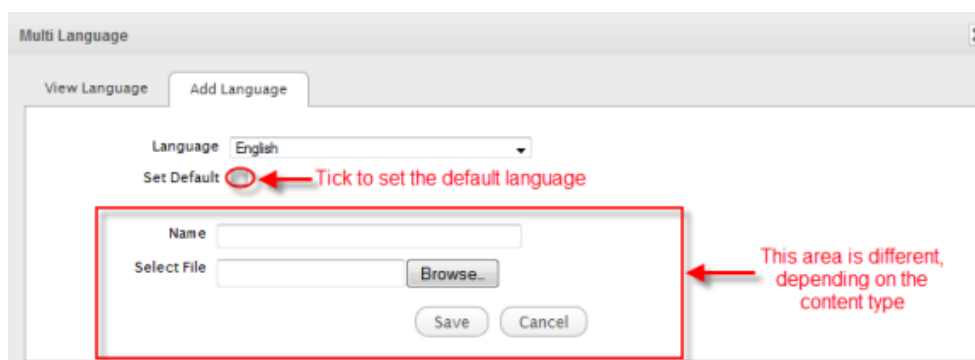 Multi Language
View Language
Add Language
Language English
Set Default Tick to set the default language
Name
Select File Browse...
This area is different,
depending on the
content type
Save Cancel